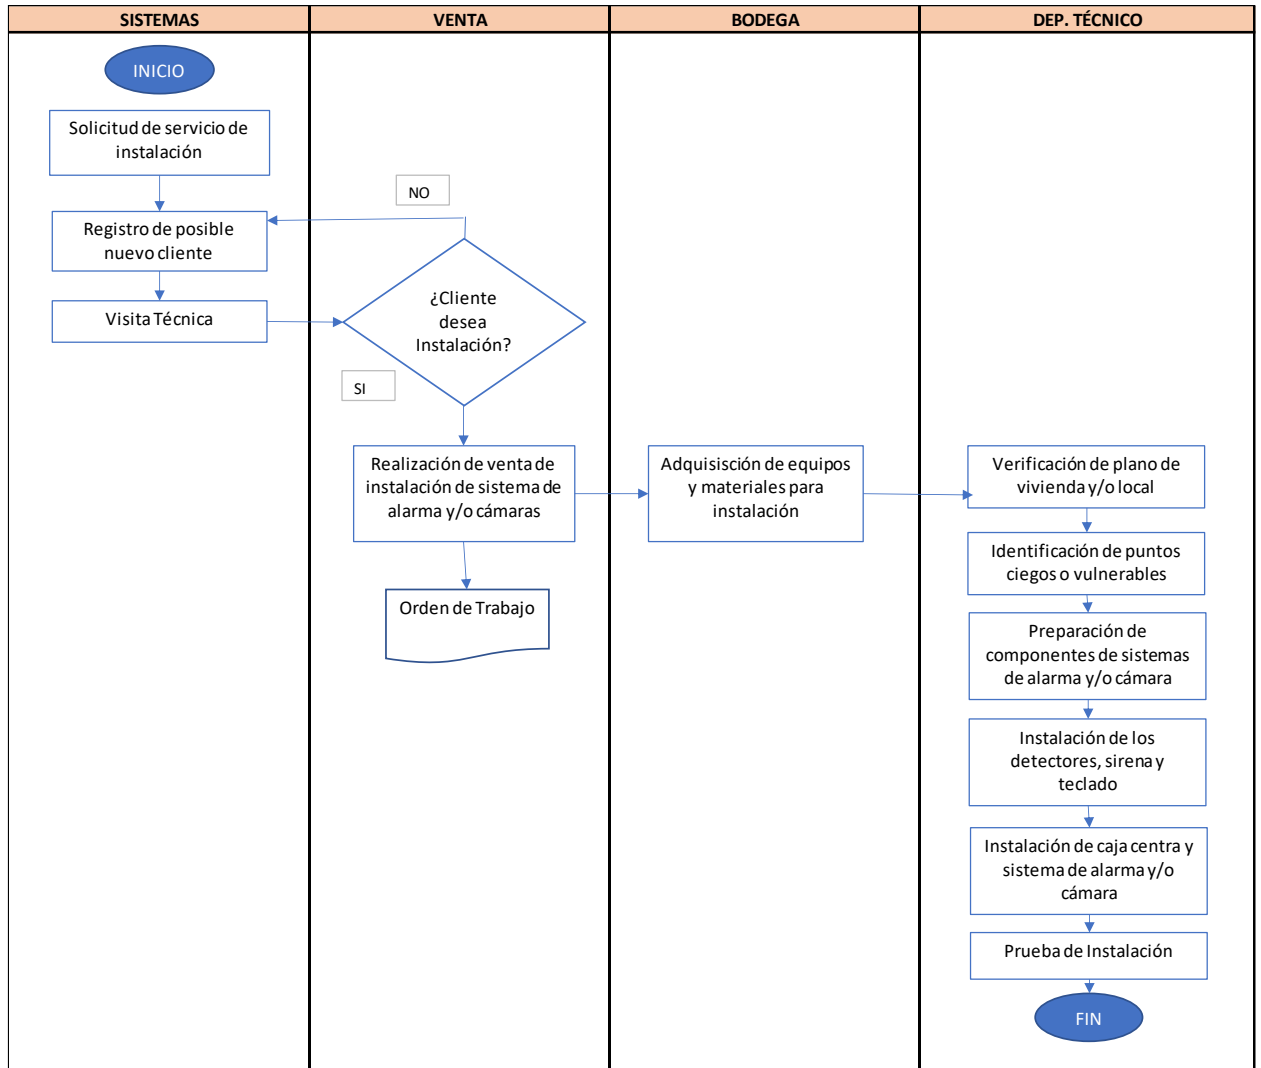 SISTEMAS
VENTA
BODEGA
DEP. TÉCNICO
INICIO
Solicitud de servicio de
instalación
Registro de posible
nuevo cliente
Visita Técnica
NO
¿Cliente
desea
Instalación?
SI
Realización de venta de
instalación de sistema de
alarma y/o cámaras
Orden de Trabajo
Adquisisción de equipos
y materiales para
instalación
Verificación de plano de
vivienda y/o local
Identificación de puntos
ciegos o vulnerables
Preparación de
componentes de sistemas
de alarma y/o cámara
Instalación de los
detectores, sirena y
teclado
Instalación de caja centra y
sistema de alarma y/o
cámara
Prueba de Instalación
FIN